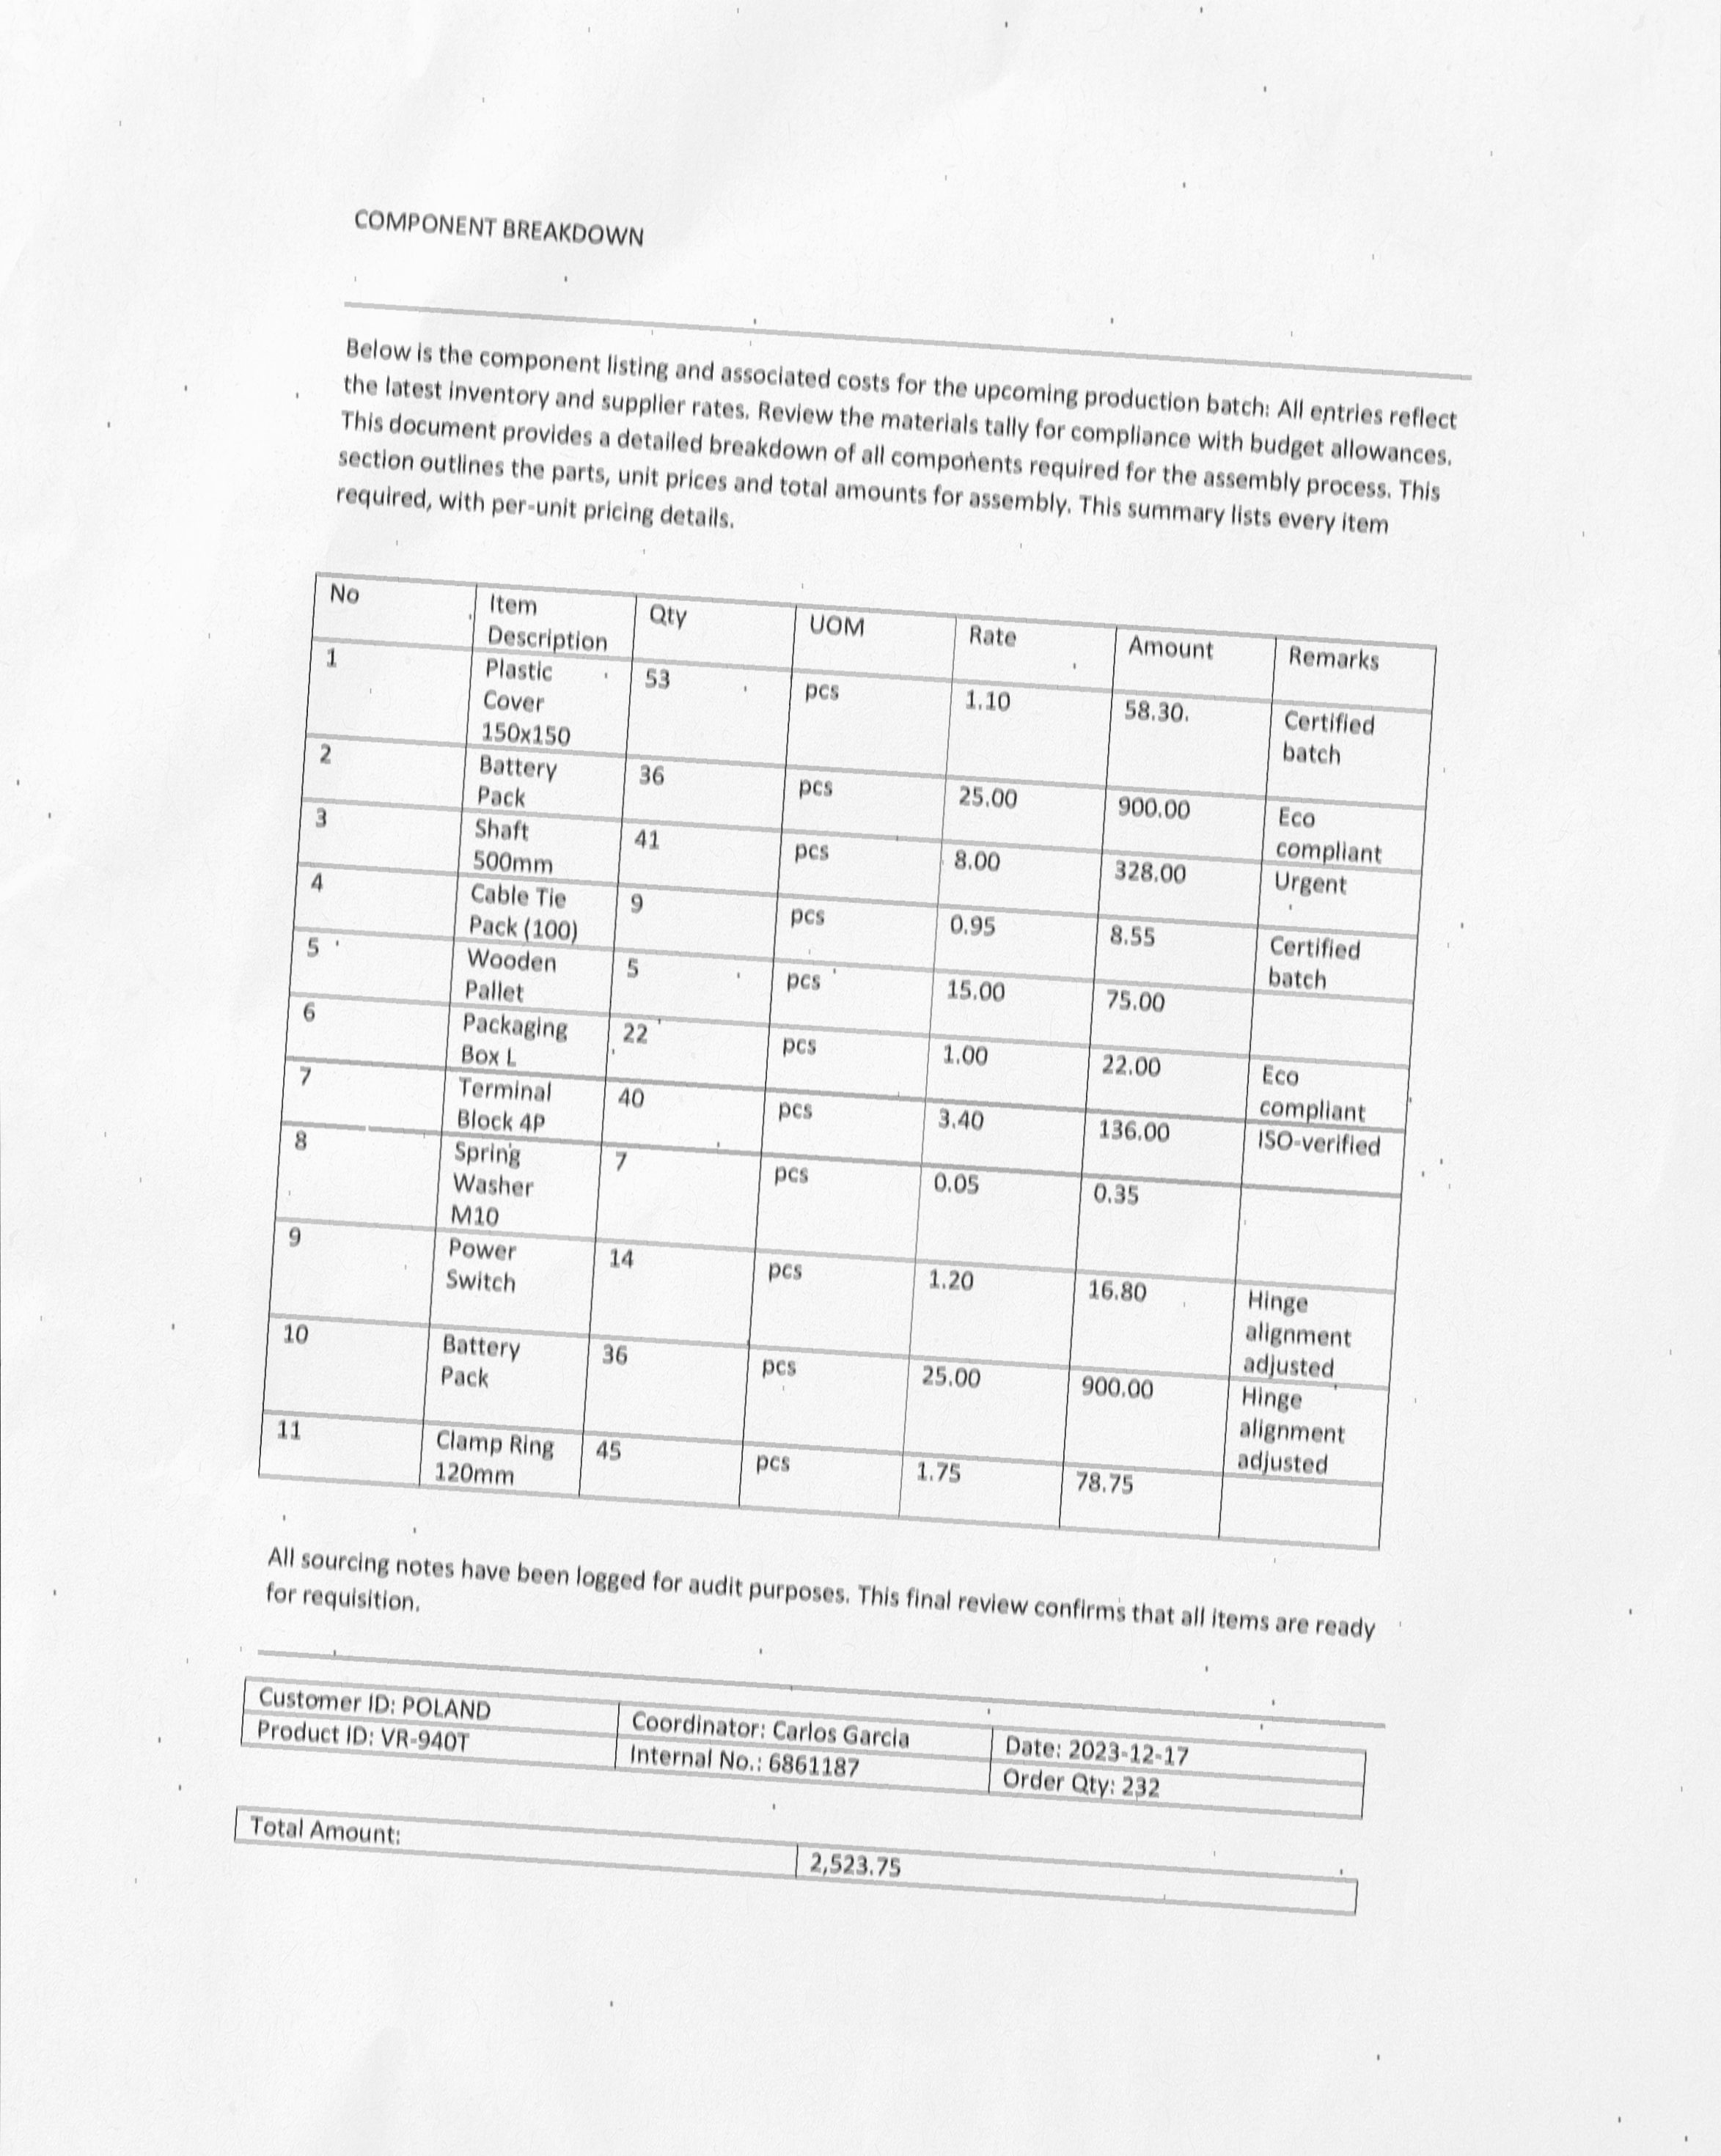 COMPONENT BREAKDOWN
Below is the component listing and associated costs for the upcoming production batch: All entries reflect
the latest inventory and supplier rates. Review the materials tally for compliance with budget allowances.
This document provides a detailed breakdown of all components required for the assembly process. This
section outlines the parts, unit prices and total amounts for assembly. This summary lists every item
required, with per-unit pricing details.
No Item Description Qty UOM Rate Amount Remarks
1 Plastic Cover 150x150 53 pcs 1.10 58.30 Certified batch
2 Battery Pack 36 pcs 25.00 900.00 Eco compliant
3 Shaft 500mm 41 pcs 8.00 328.00 Urgent
4 Cable Tie Pack (100) 9 pcs 0.95 8.55 Certified batch
5 Wooden Pallet 5 pcs 15.00 75.00
6 Packaging Box L 22 pcs 1.00 22.00 Eco compliant
7 Terminal Block 4P 40 pcs 3.40 136.00 ISO-verified
8 Spring Washer M10 7 pcs 0.05 0.35
9 Power Switch 14 pcs 1.20 16.80 Hinge alignment adjusted
10 Battery Pack 36 pcs 25.00 900.00 Hinge alignment adjusted
11 Clamp Ring 120mm 45 pcs 1.75 78.75
All sourcing notes have been logged for audit purposes. This final review confirms that all items are ready
for requisition.
Customer ID: POLAND Coordinator: Carlos Garcia Date: 2023-12-17
Product ID: VR-940T Internal No.: 6861187 Order Qty: 232
Total Amount: 2,523.75